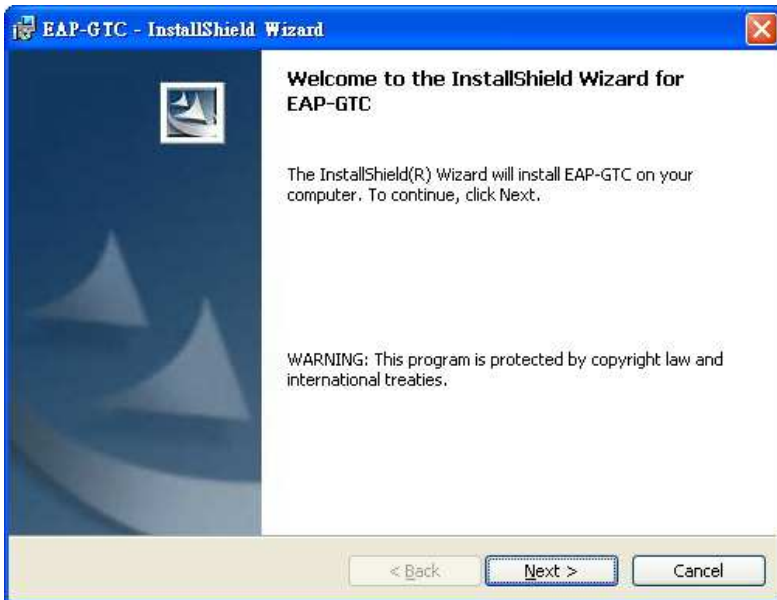 EAP-GTC - InstallShield Wizard
Welcome to the InstallShield Wizard for
EAP-GTC
The InstallShield(R) Wizard will install EAP-GTC on your
computer. To continue, click Next.
WARNING: This program is protected by copyright law and
international treaties.
< Back
Next >
Cancel